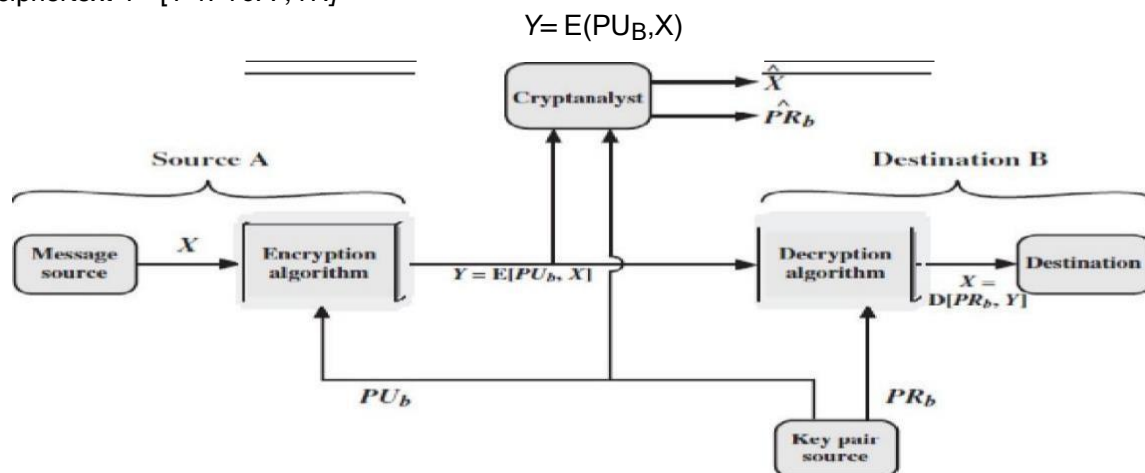 Y= E(PUB,X)
X̂
Cryptanalyst
P̂Rb
Source A
Destination B
Message
source
X
Encryption
algorithm
Y = E[PUb, X]
Decryption
algorithm
X =
D[PRb, Y]
Destination
PUb
PRb
Key pair
source